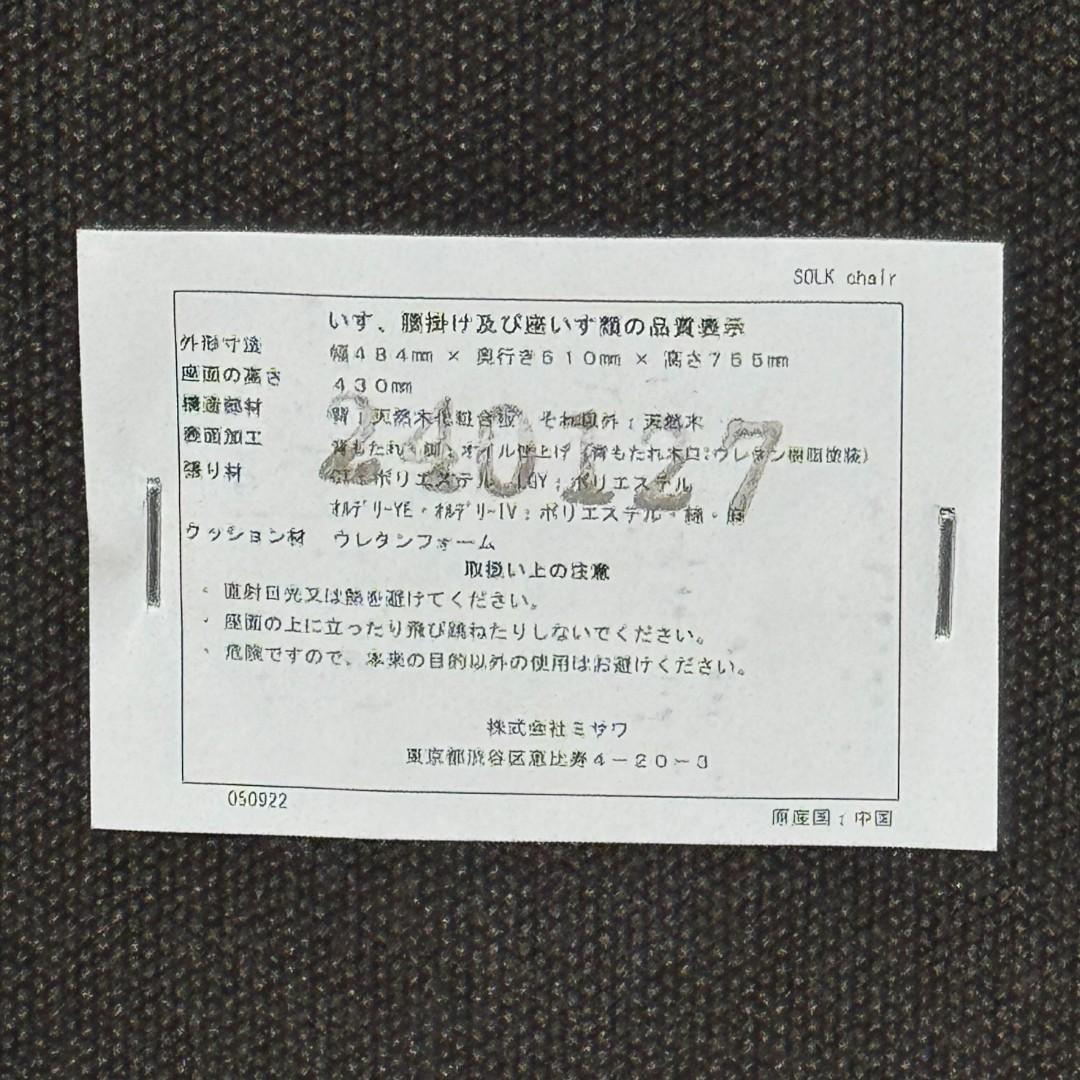 SOLK chair
いす、腰掛け及び座いす類の品質表示
外形寸法 幅484mm × 奥行き510mm × 高さ765mm
座面の高さ 430mm
構造部材 背:天然木化粧合板 それ以外:天然木
表面加工 背もたれ・脚:オイル仕上げ(背もたれ木口:ウレタン樹脂塗装)
張り材 ポリエステル LGY:ポリエステル
オルデリーYE・オルデリーIV:ポリエステル・綿・麻
クッション材 ウレタンフォーム
240127
取扱い上の注意
・ 直射日光又は熱を避けてください。
・ 座面の上に立ったり飛び跳ねたりしないでください。
・ 危険ですので、本来の目的以外の使用はお避けください。
株式会社ミサワ
東京都渋谷区恵比寿4-20-3
050922
原産国:中国